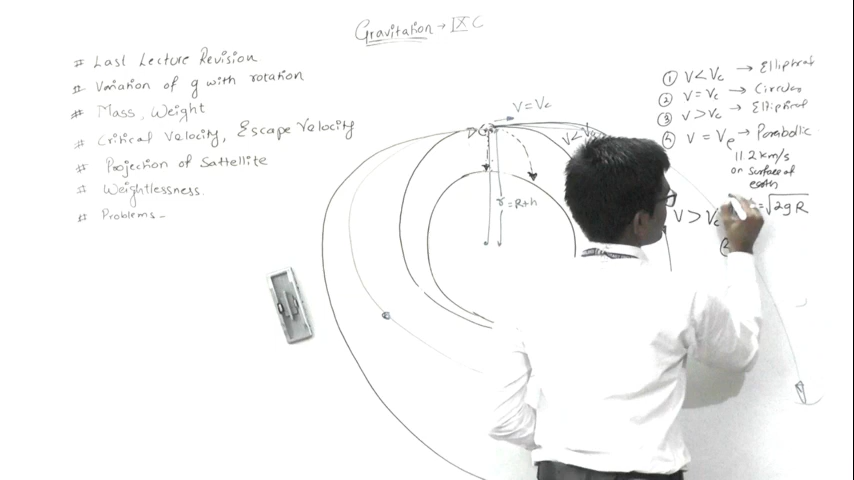 Gravitation → IX C
# Last Lecture Revision
# Variation of g with rotation
# Mass, Weight
# Critical Velocity, Escape Velocity
# Projection of Sattellite
# Weightlessness.
# Problems -
V = Vc
V <
r = R+h
V > Vc
① V < Vc → Elliptical
② V = Vc → Circular
③ V > Vc → Elliptical
④ V = Ve → Parabolic
11.2 km/s
on surface of
earth
= √2gR